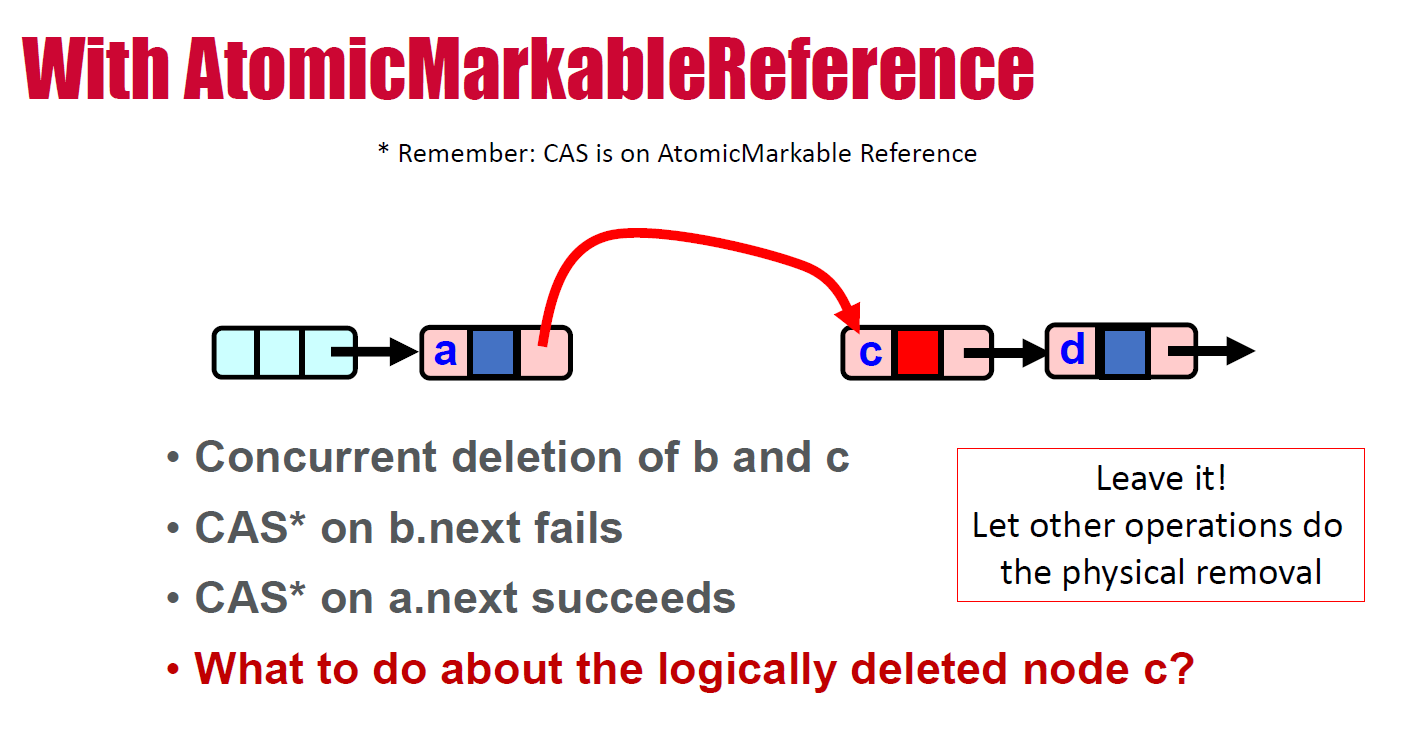 With AtomicMarkableReference
* Remember: CAS is on AtomicMarkable Reference
a
c
d
• Concurrent deletion of b and c
• CAS* on b.next fails
• CAS* on a.next succeeds
• What to do about the logically deleted node c?
Leave it!
Let other operations do
the physical removal